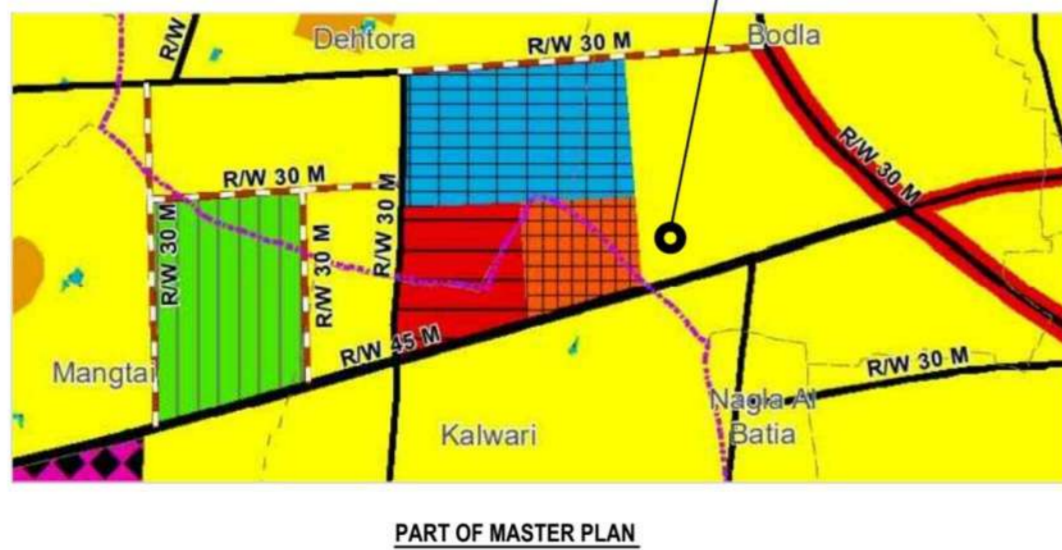 R/W
Dehtora
R/W 30 M
Bodla
R/W 30 M
R/W 30 M
R/W 30 M
R/W 30 M
R/W 30 M
R/W 45 M
Mangtai
Kalwari
R/W 30 M
Nagla Al
Batia
PART OF MASTER PLAN